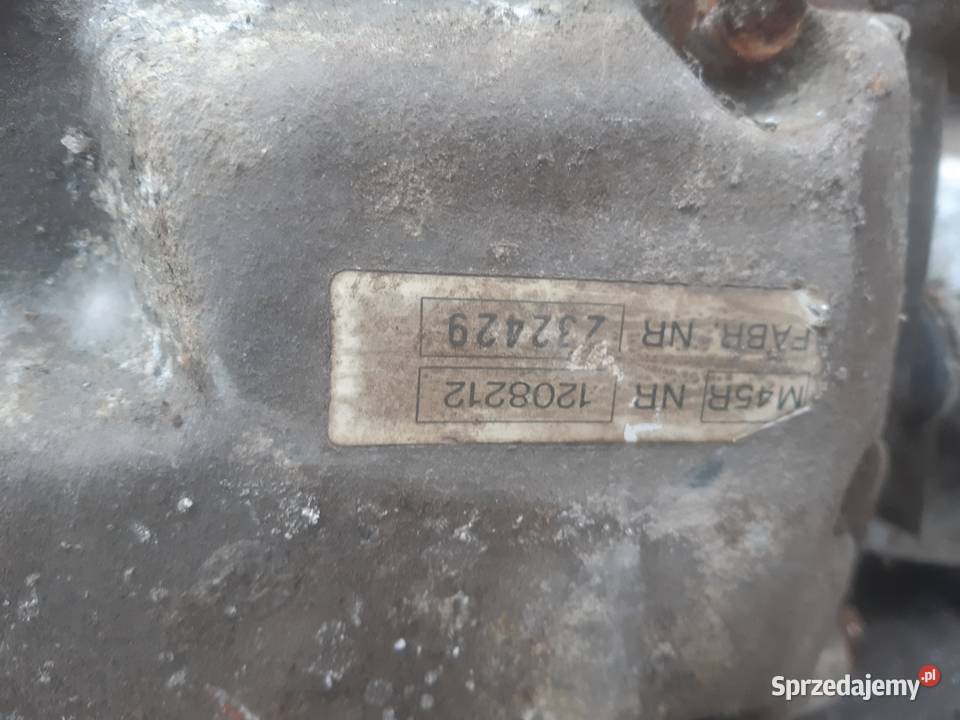 M45R NR 1208212
FABR. NR 232429
Sprzedajemy.pl